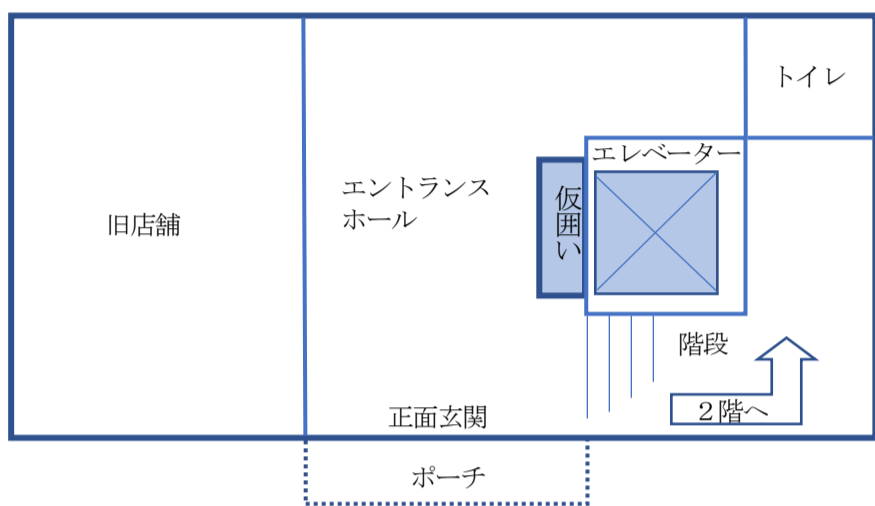 トイレ
エレベーター
仮囲い
エントランス
ホール
旧店舗
階段
２階へ
正面玄関
ポーチ